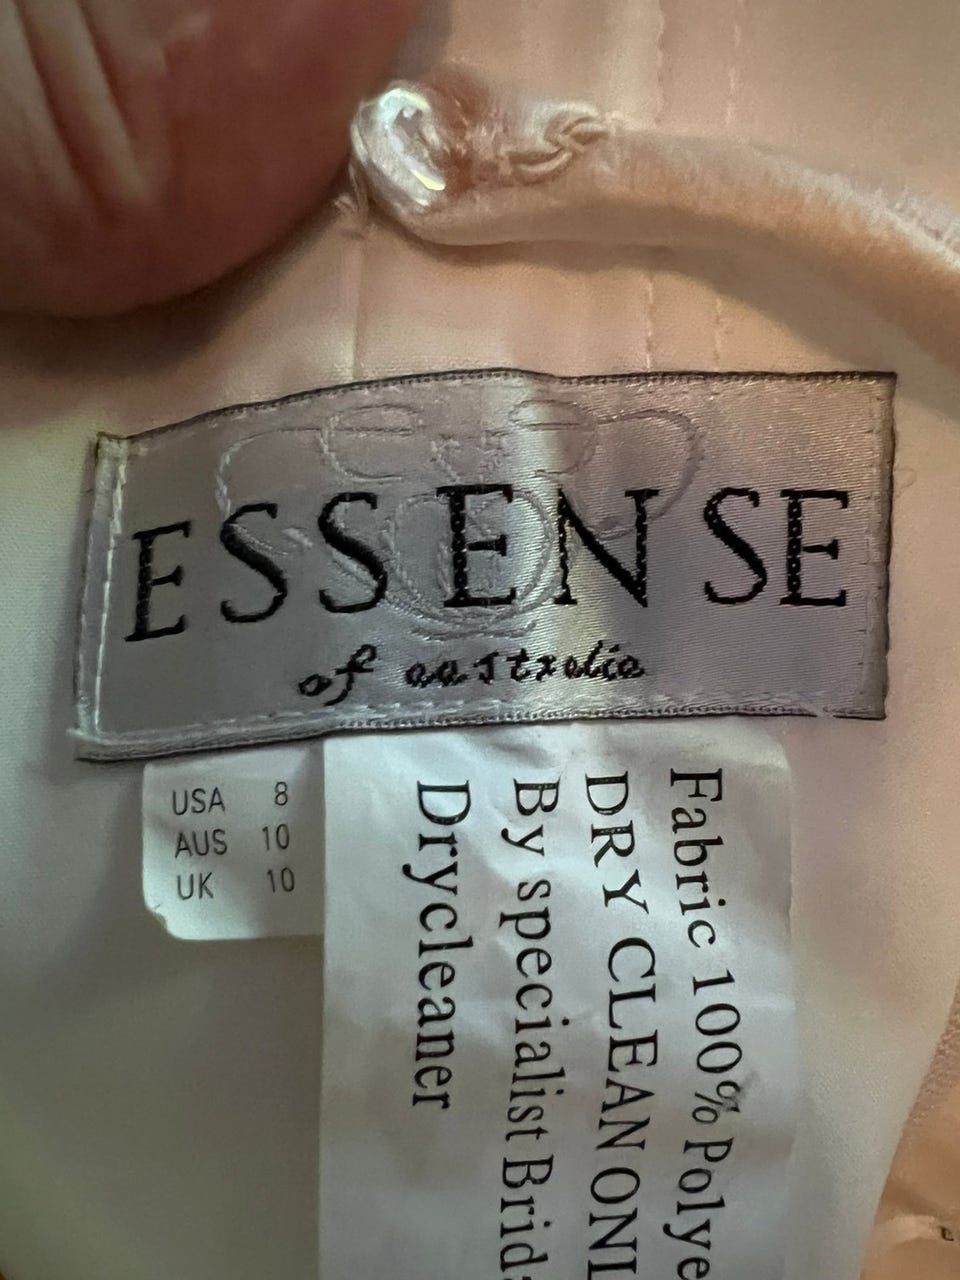 ESSENSE
of australia
USA 8
AUS 10
UK 10
Fabric 100% Polye
DRY CLEAN ONL
By specialist Brid
Drycleaner